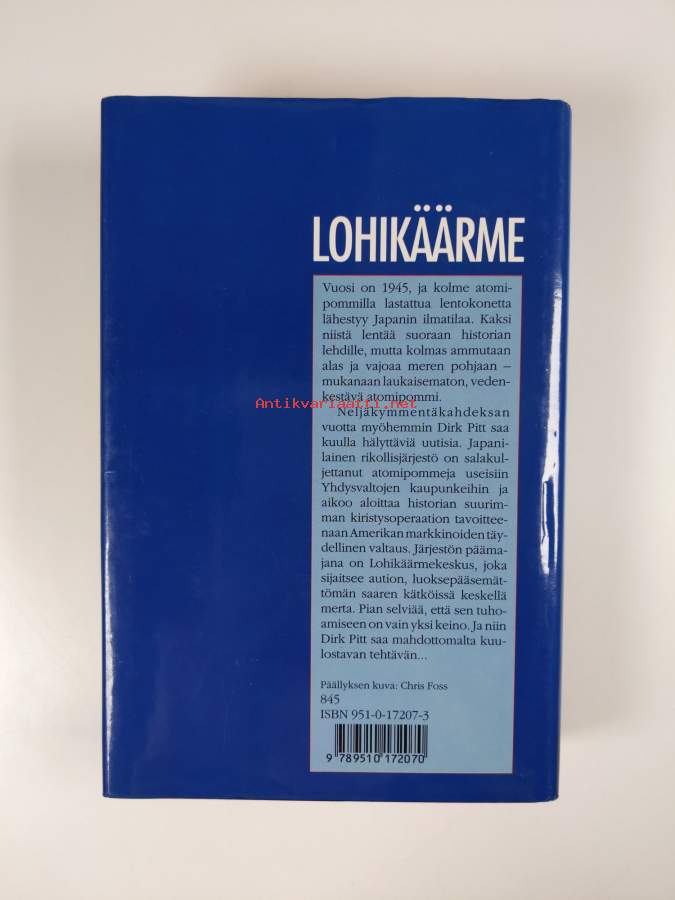 LOHIKÄÄRME
Vuosi on 1945, ja kolme atomi-
pommilla lastattua lentokonetta
lähestyy Japanin ilmatilaa. Kaksi
niistä lentää suoraan historian
lehdille, mutta kolmas ammutaan
alas ja vajoaa meren pohjaan –
mukanaan laukaisematon, veden-
kestävä atomipommi.
Antikvariaatti.net
Neljäkymmentäkahdeksan
vuotta myöhemmin Dirk Pitt saa
kuulla hälyttäviä uutisia. Japani-
lainen rikollisjärjestö on salakul-
jettanut atomipommeja useisiin
Yhdysvaltojen kaupunkeihin ja
aikoo aloittaa historian suurim-
man kiristysoperaation tavoittee-
naan Amerikan markkinoiden täy-
dellinen valtaus. Järjestön pääma-
jana on Lohikäärmekeskus, joka
sijaitsee aution, luoksepääsemät-
tömän saaren kätköissä keskellä
merta. Pian selviää, että sen tuho-
amiseen on vain yksi keino. Ja niin
Dirk Pitt saa mahdottomalta kuu-
lostavan tehtävän...
Päällyksen kuva: Chris Foss
845
ISBN 951-0-17207-3
9 789510 172070